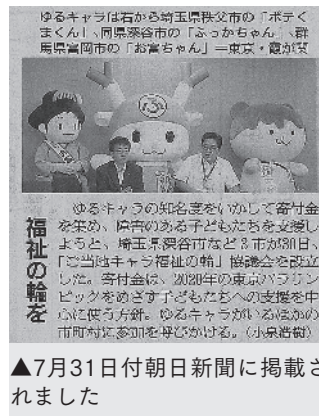 ゆるキャラは右から埼玉県秩父市の「ポテく
まくん」、同県深谷市の「ふっかちゃん」、群
馬県富岡市の「お富ちゃん」＝東京・霞が関
ふ
福祉の輪を
ゆるキャラの知名度をいかして寄付金
を集め、障害のある子どもたちを支援し
ようと、埼玉県深谷市など3市が30日、
「ご当地キャラ福祉の輪」協議会を設立
した。寄付金は、2020年の東京パラリン
ピックをめざす子どもたちへの支援を中
心に使う方針。ゆるキャラがいるほかの
市町村に参加を呼びかける。(小泉浩樹)
▲7月31日付朝日新聞に掲載さ
れました